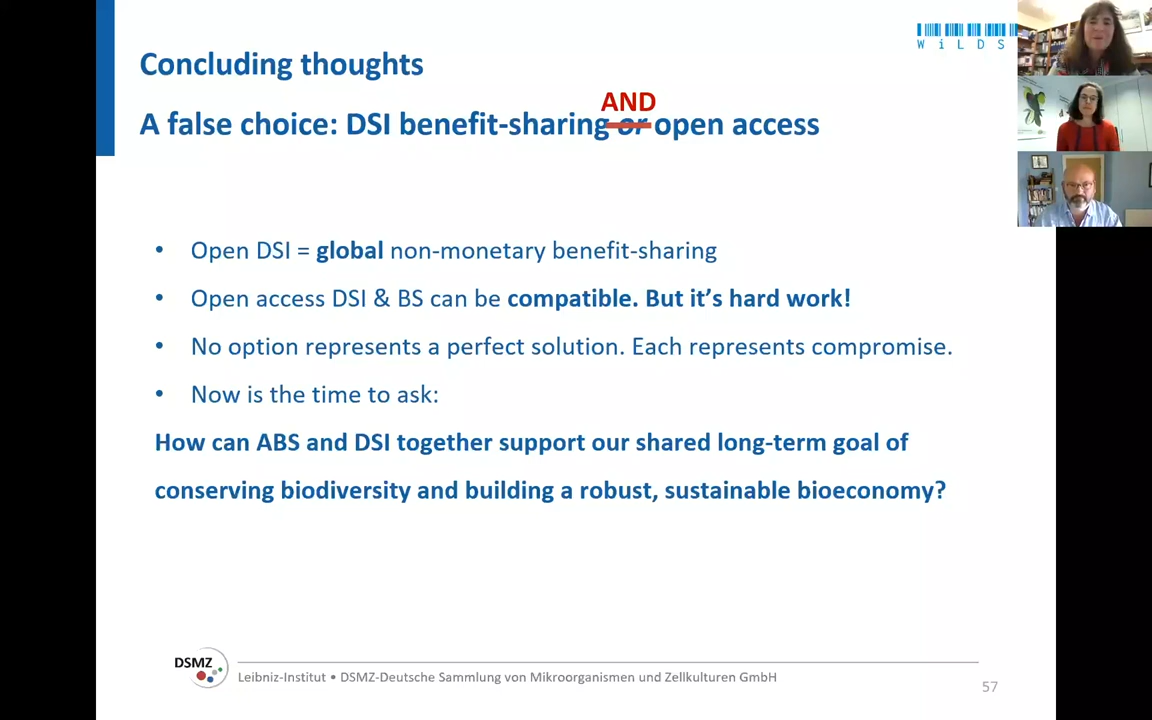 WiLDS
Concluding thoughts
AND
A false choice: DSI benefit-sharing or open access
• Open DSI = global non-monetary benefit-sharing
• Open access DSI & BS can be compatible. But it's hard work!
• No option represents a perfect solution. Each represents compromise.
• Now is the time to ask:
How can ABS and DSI together support our shared long-term goal of
conserving biodiversity and building a robust, sustainable bioeconomy?
DSMZ
Leibniz-Institut • DSMZ-Deutsche Sammlung von Mikroorganismen und Zellkulturen GmbH
57